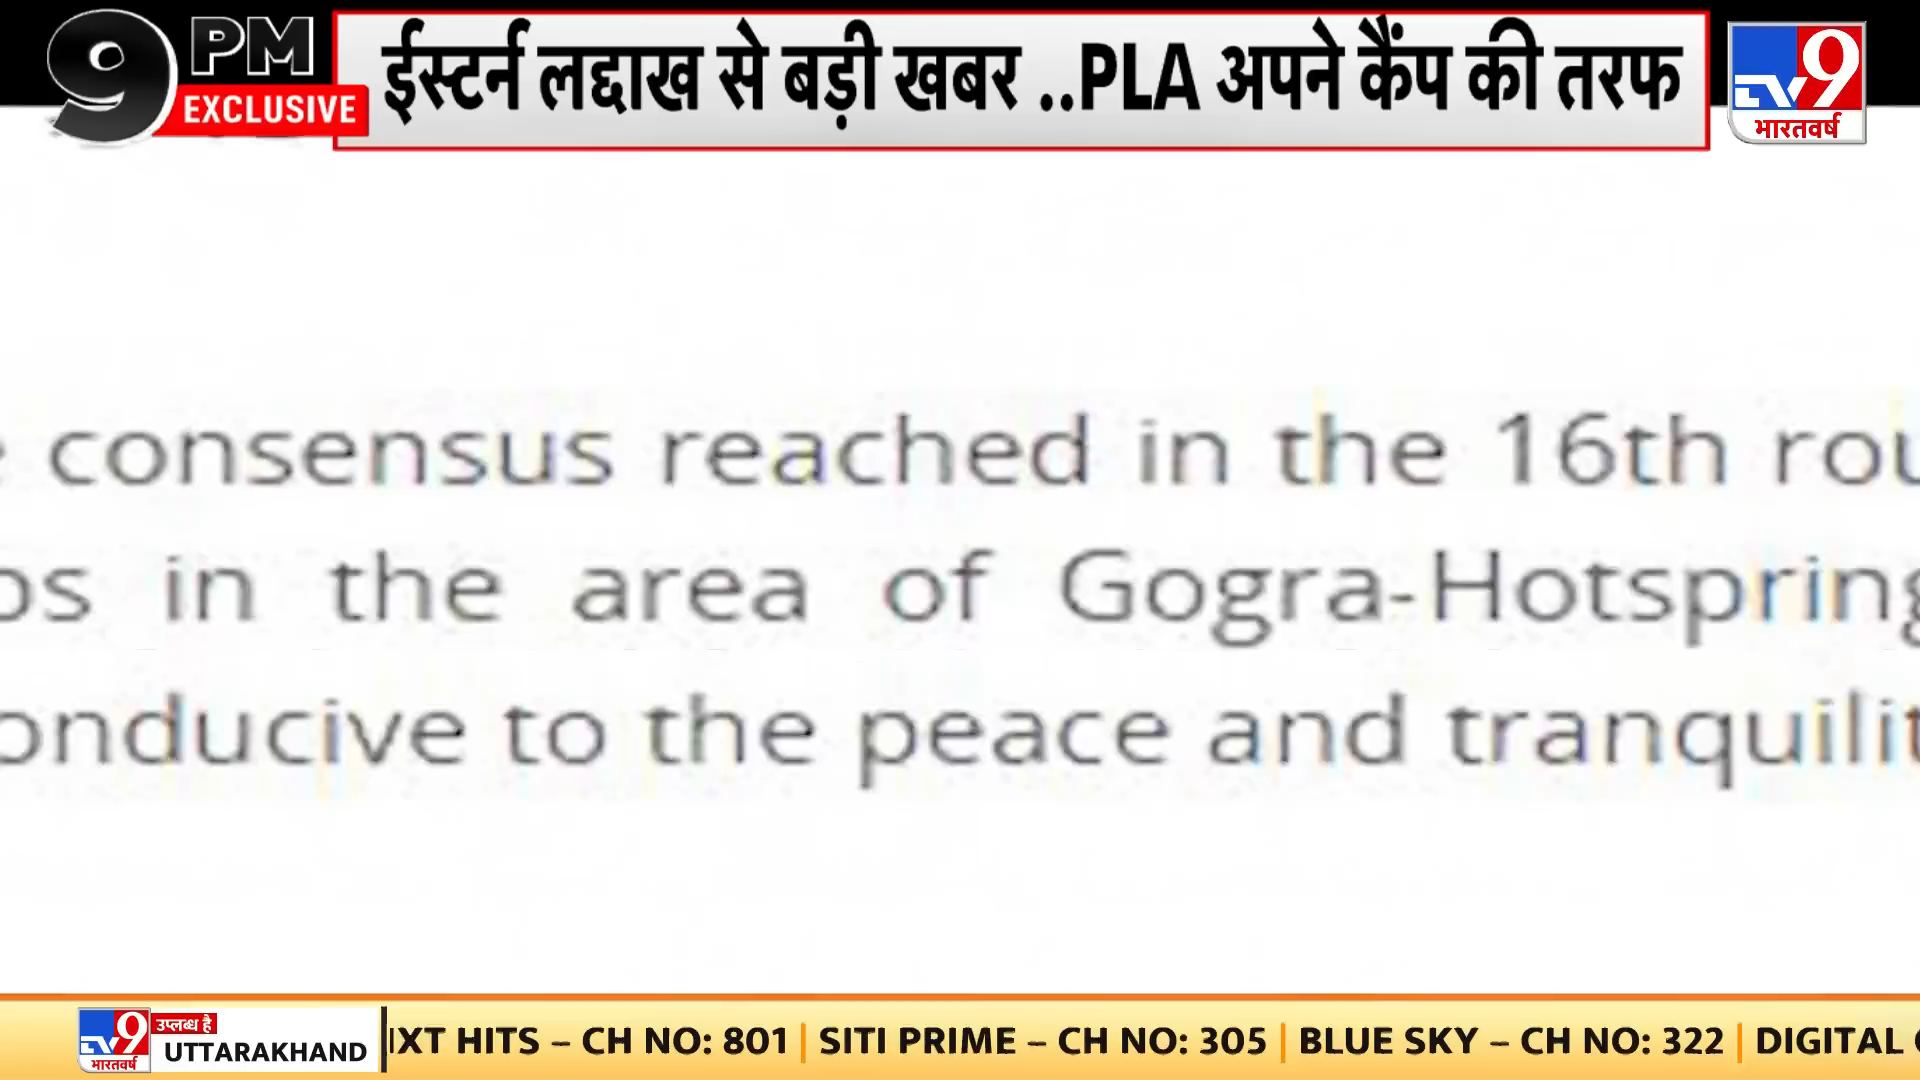 9 PM
EXCLUSIVE
ईस्टर्न लद्दाख से बड़ी खबर ..PLA अपने कैंप की तरफ
TV9
भारतवर्ष
consensus reached in the 16th rou
os in the area of Gogra-Hotspring
onducive to the peace and tranquilit
TV9 उपलब्ध है
भारतवर्ष UTTARAKHAND
IXT HITS – CH NO: 801 | SITI PRIME – CH NO: 305 | BLUE SKY – CH NO: 322 | DIGITAL